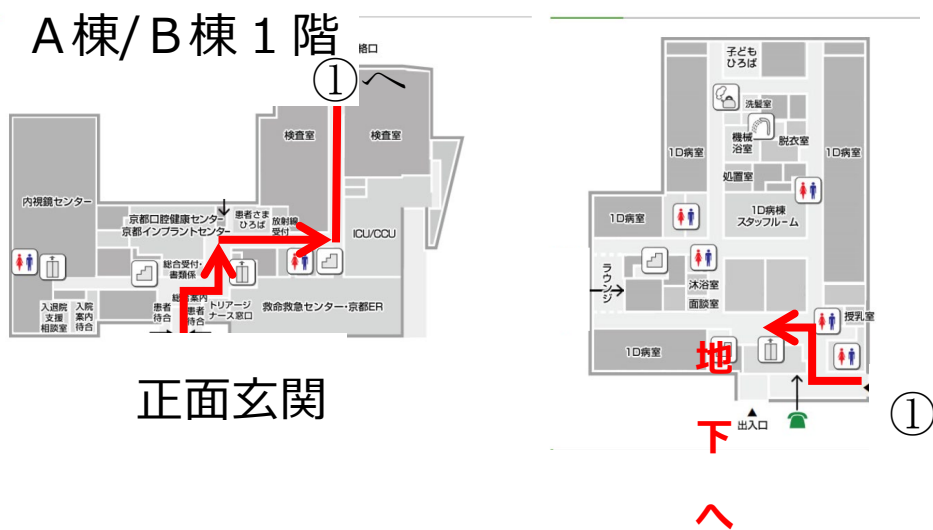 A棟/B棟1階
①へ
絡口
検査室
検査室
内視鏡センター
京都口腔健康センター
京都インプラントセンター
患者さま
ひろば
放射線
受付
ICU/CCU
総合受付・
書類係
総合案内
入退院
支援
相談室
入院
案内
待合
患者
待合
患者
待合
トリアージ
ナース窓口
救命救急センター・京都ER
正面玄関
子ども
ひろば
洗髪室
機械
浴室
脱衣室
1D病室
1D病室
処置室
1D病棟
スタッフルーム
1D病室
ラウンジ
沐浴室
面談室
授乳室
1D病室
出入口
地下へ
①